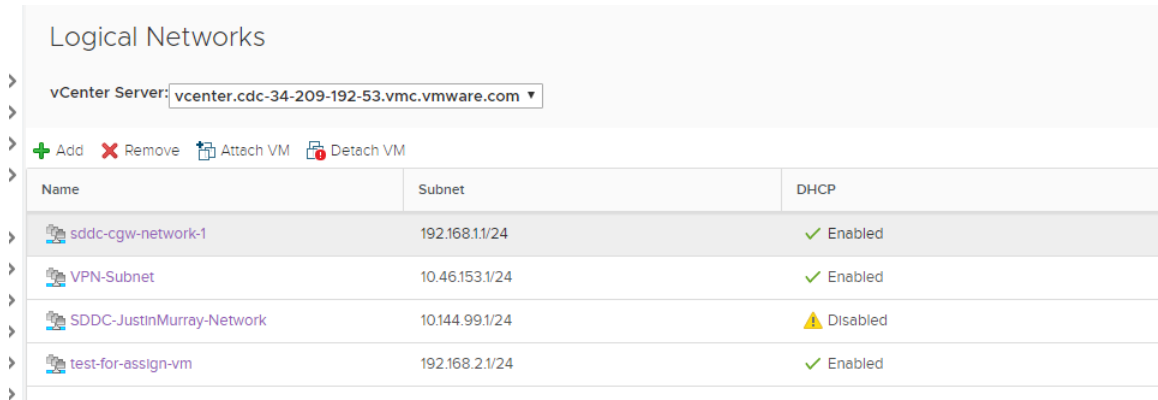 Logical Networks
vCenter Server: vcenter.cdc-34-209-192-53.vmc.vmware.com
Add Remove Attach VM Detach VM
Name Subnet DHCP
sddc-cgw-network-1 192.168.1.1/24 Enabled
VPN-Subnet 10.46.153.1/24 Enabled
SDDC-JustinMurray-Network 10.144.99.1/24 Disabled
test-for-assign-vm 192.168.2.1/24 Enabled